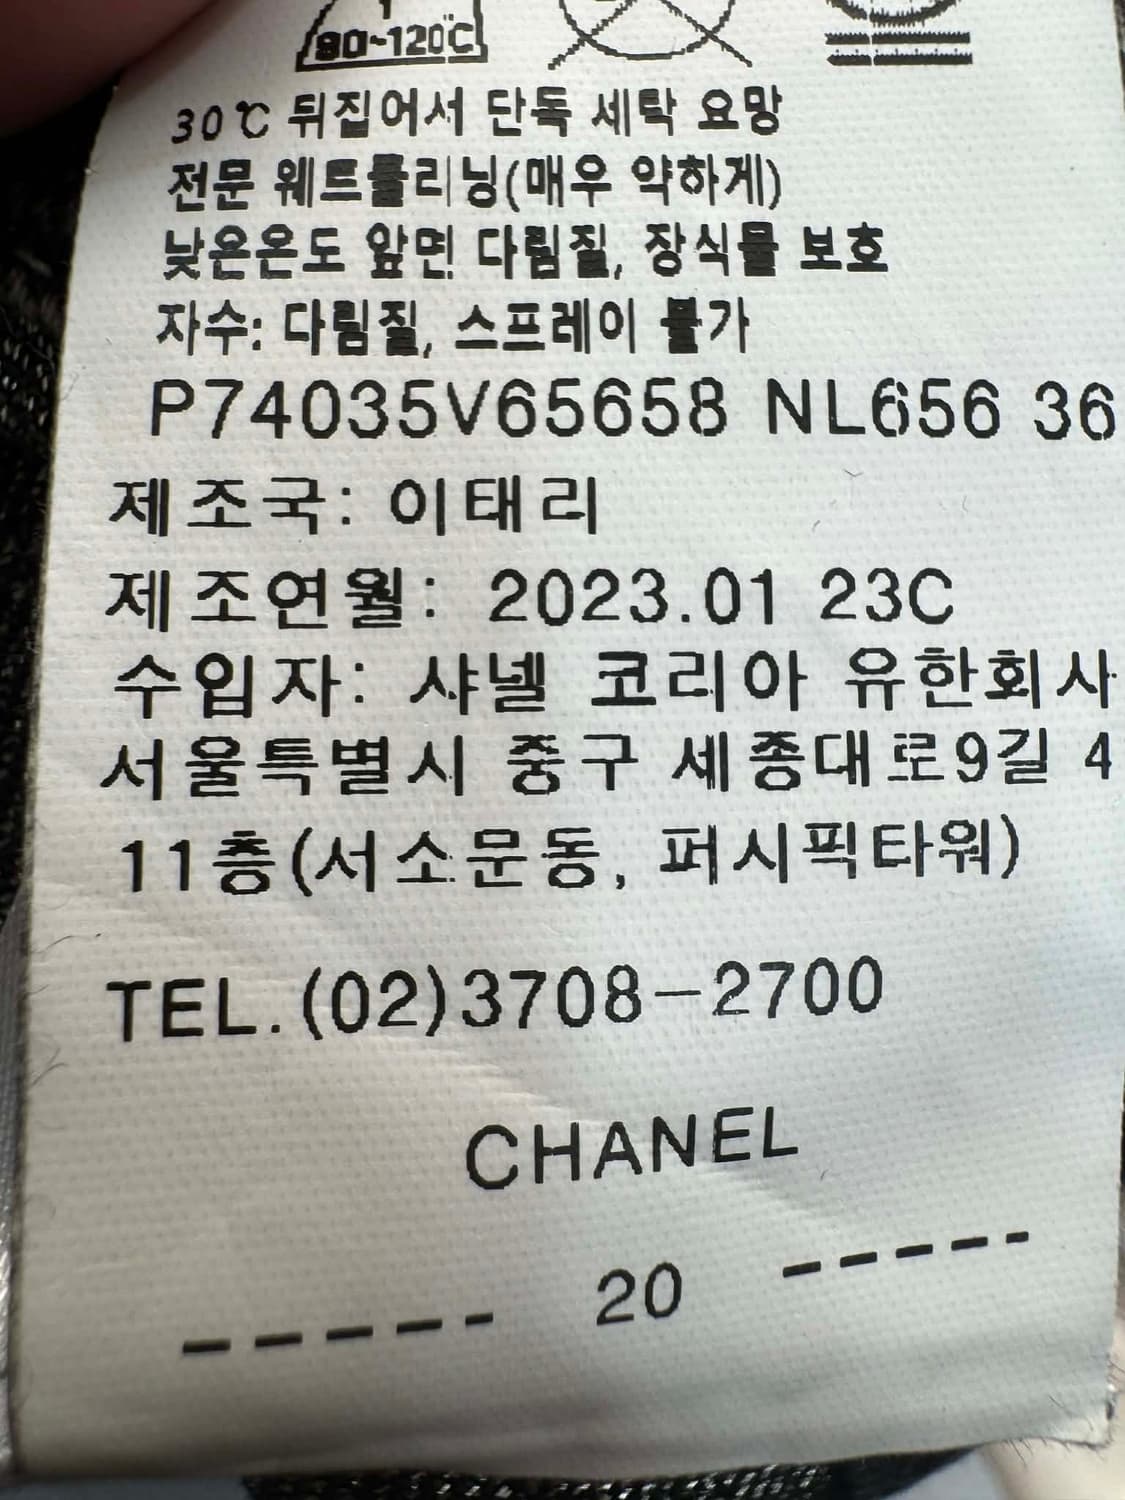 80~120℃
30℃ 뒤집어서 단독 세탁 요망
전문 웨트클리닝(매우 약하게)
낮은온도 앞면 다림질, 장식물 보호
자수: 다림질, 스프레이 불가
P74035V65658 NL656 36
제조국: 이태리
제조연월: 2023.01 23C
수입자: 샤넬 코리아 유한회사
서울특별시 중구 세종대로9길 4
11층(서소문동, 퍼시픽타워)
TEL.(02)3708-2700
CHANEL
----- 20 -----